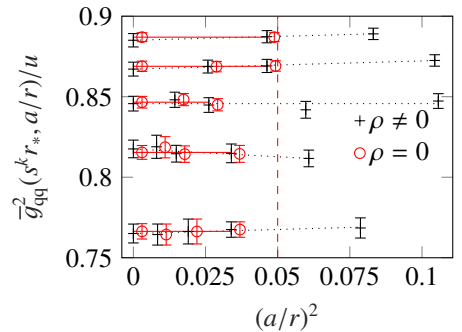 0.89
0.85
0.8
0.75
0 0.025 0.05 0.075 0.1
ḡ²qq(sᵏr⋆, a/r)/u
(a/r)²
+ ρ ≠ 0
○ ρ = 0